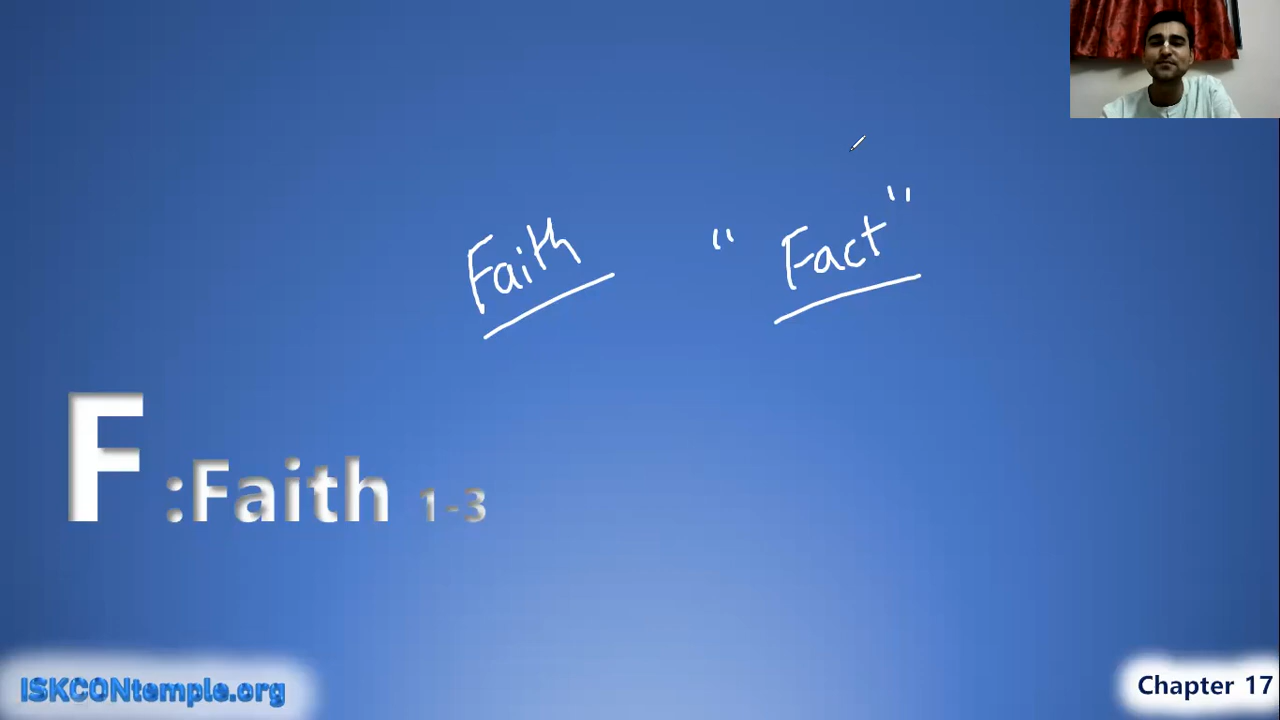 Faith " Fact "
F :Faith 1-3
ISKCONtemple.org
Chapter 17